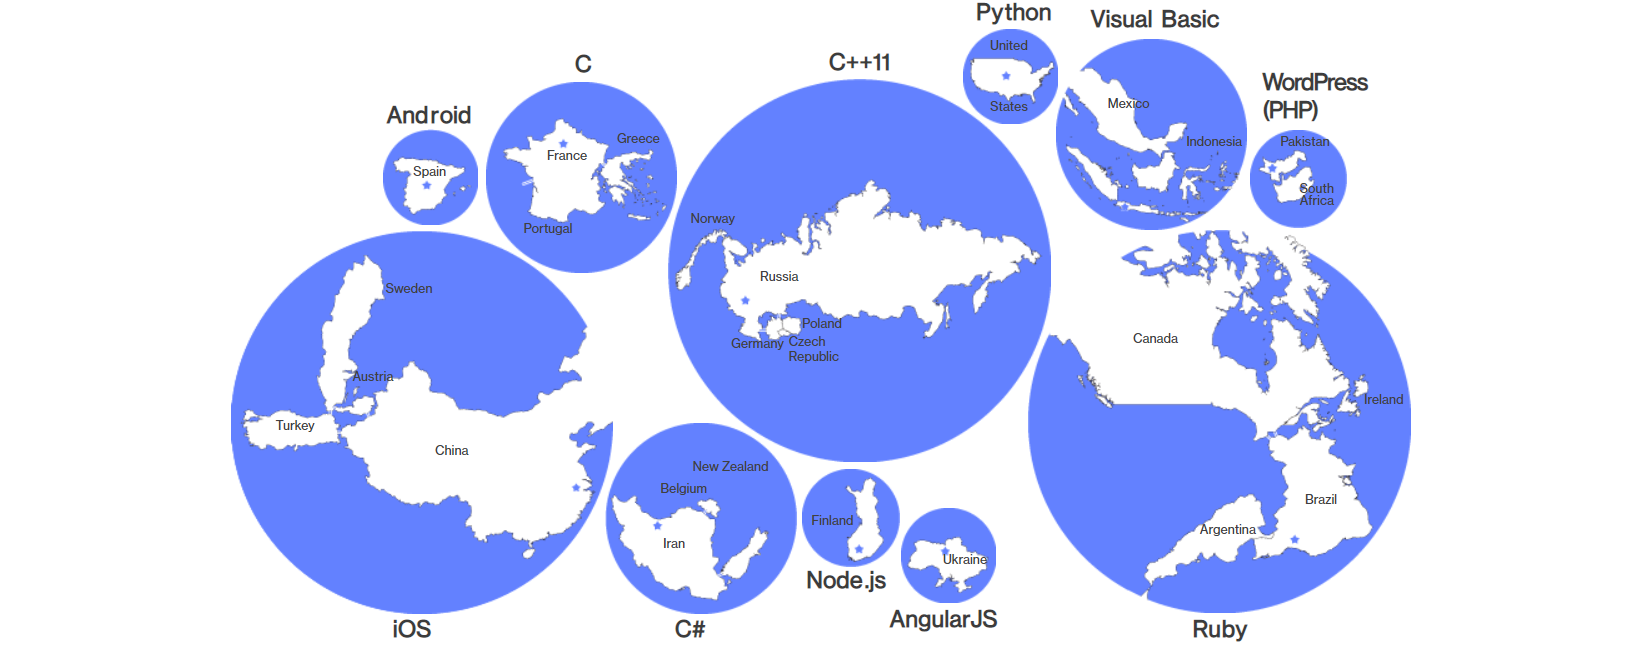 Python
Visual Basic
C
C++11
WordPress
(PHP)
Android
United
States
Mexico
Indonesia
Pakistan
South
Africa
Spain
France
Greece
Portugal
Norway
Russia
Poland
Germany
Czech
Republic
Sweden
Austria
Turkey
China
Canada
Ireland
Brazil
Argentina
New Zealand
Belgium
Iran
Finland
Ukraine
Node.js
AngularJS
iOS
C#
Ruby